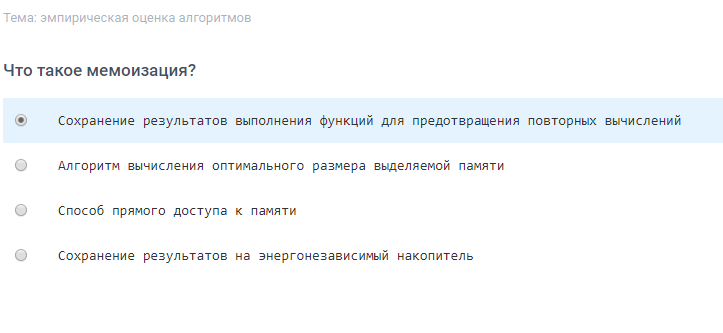 Тема: эмпирическая оценка алгоритмов
Что такое мемоизация?
Сохранение результатов выполнения функций для предотвращения повторных вычислений
Алгоритм вычисления оптимального размера выделяемой памяти
Способ прямого доступа к памяти
Сохранение результатов на энергонезависимый накопитель